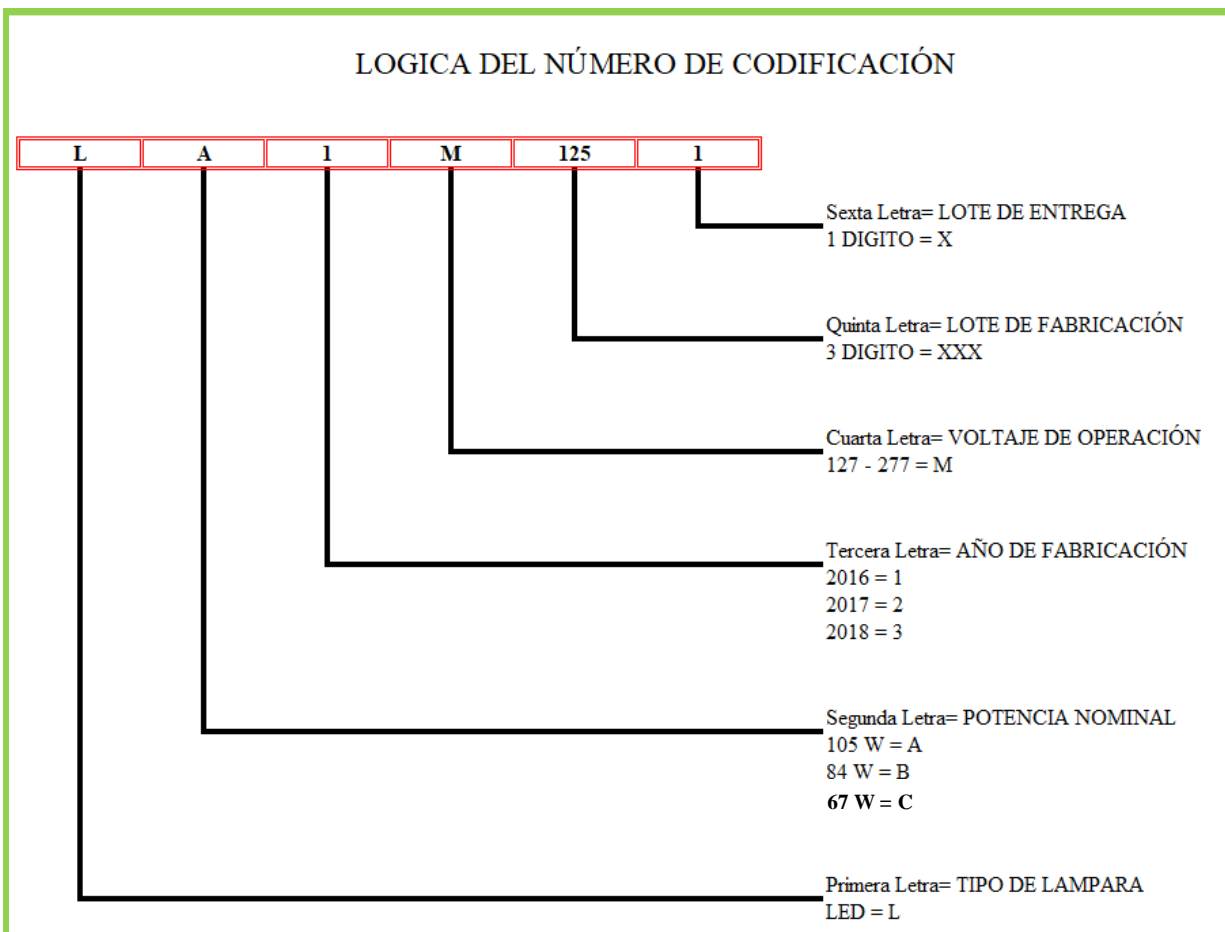 LOGICA DEL NÚMERO DE CODIFICACIÓN
L A 1 M 125 1
Sexta Letra= LOTE DE ENTREGA
1 DIGITO = X
Quinta Letra= LOTE DE FABRICACIÓN
3 DIGITO = XXX
Cuarta Letra= VOLTAJE DE OPERACIÓN
127 - 277 = M
Tercera Letra= AÑO DE FABRICACIÓN
2016 = 1
2017 = 2
2018 = 3
Segunda Letra= POTENCIA NOMINAL
105 W = A
84 W = B
67 W = C
Primera Letra= TIPO DE LAMPARA
LED = L